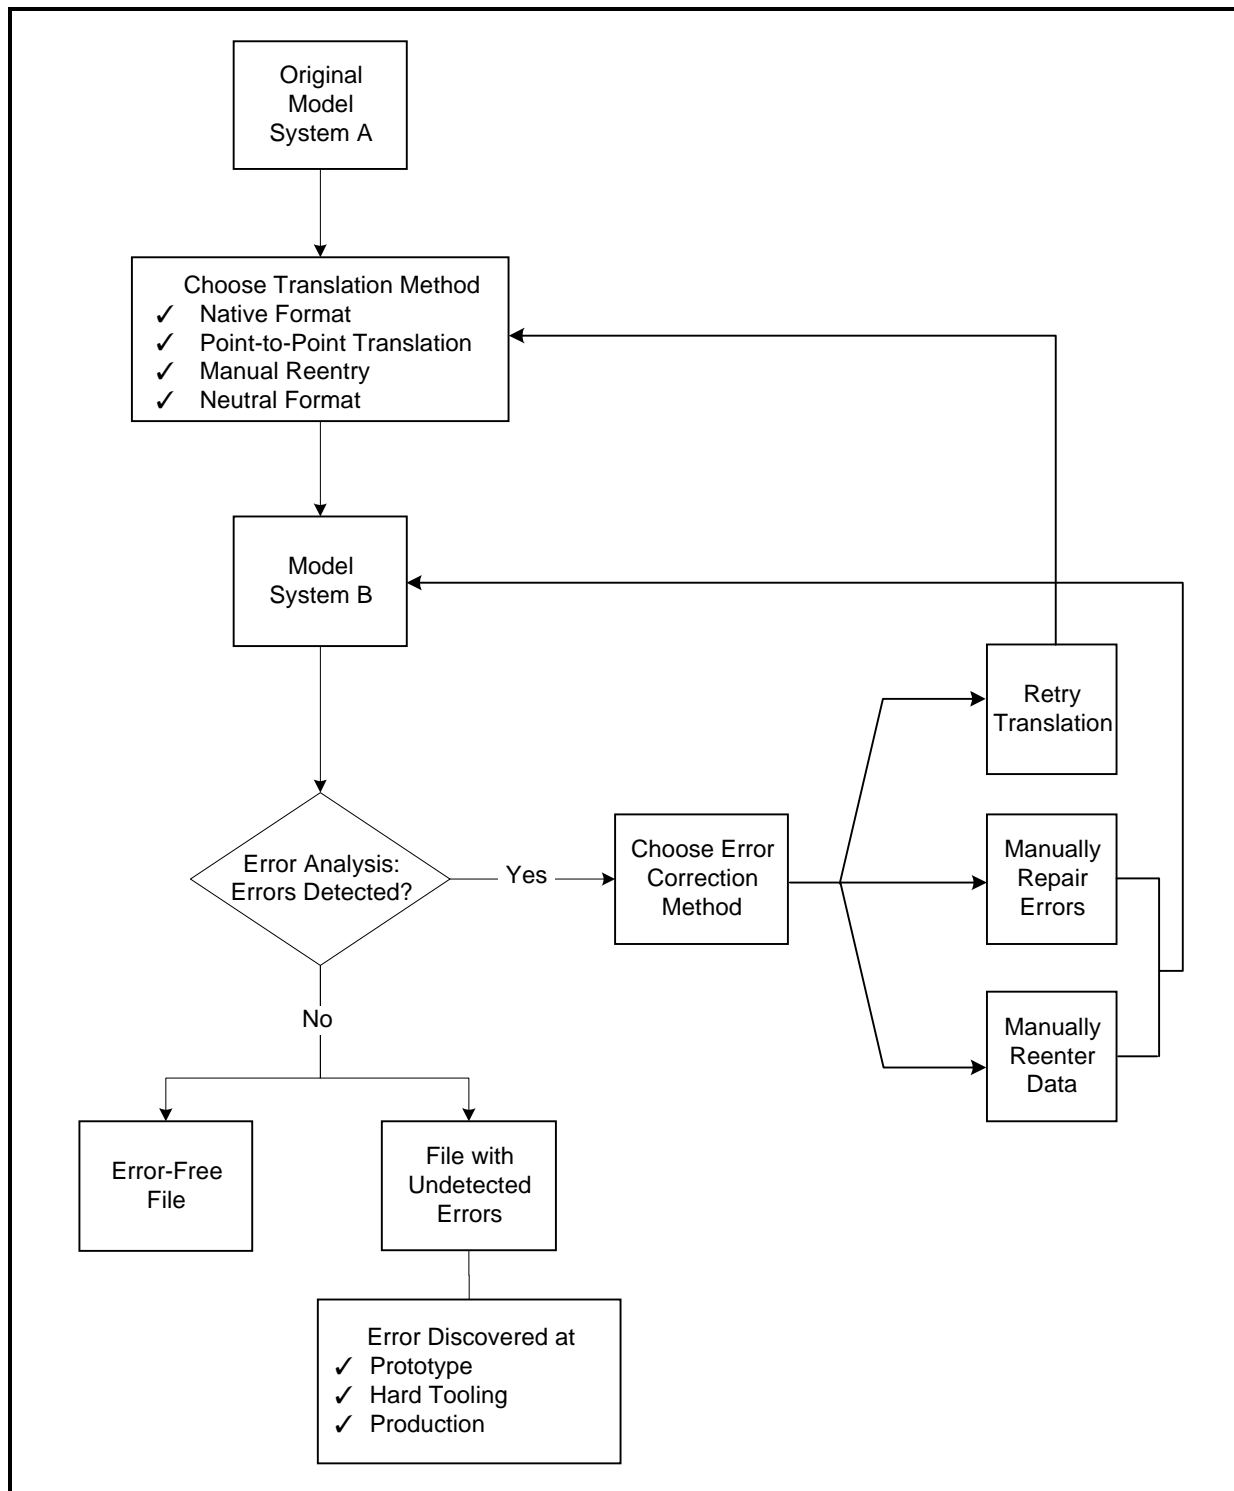 Original
Model
System A
Choose Translation Method
✓ Native Format
✓ Point-to-Point Translation
✓ Manual Reentry
✓ Neutral Format
Model
System B
Retry
Translation
Error Analysis:
Errors Detected?
Yes
Choose Error
Correction
Method
Manually
Repair
Errors
No
Manually
Reenter
Data
Error-Free
File
File with
Undetected
Errors
Error Discovered at
✓ Prototype
✓ Hard Tooling
✓ Production